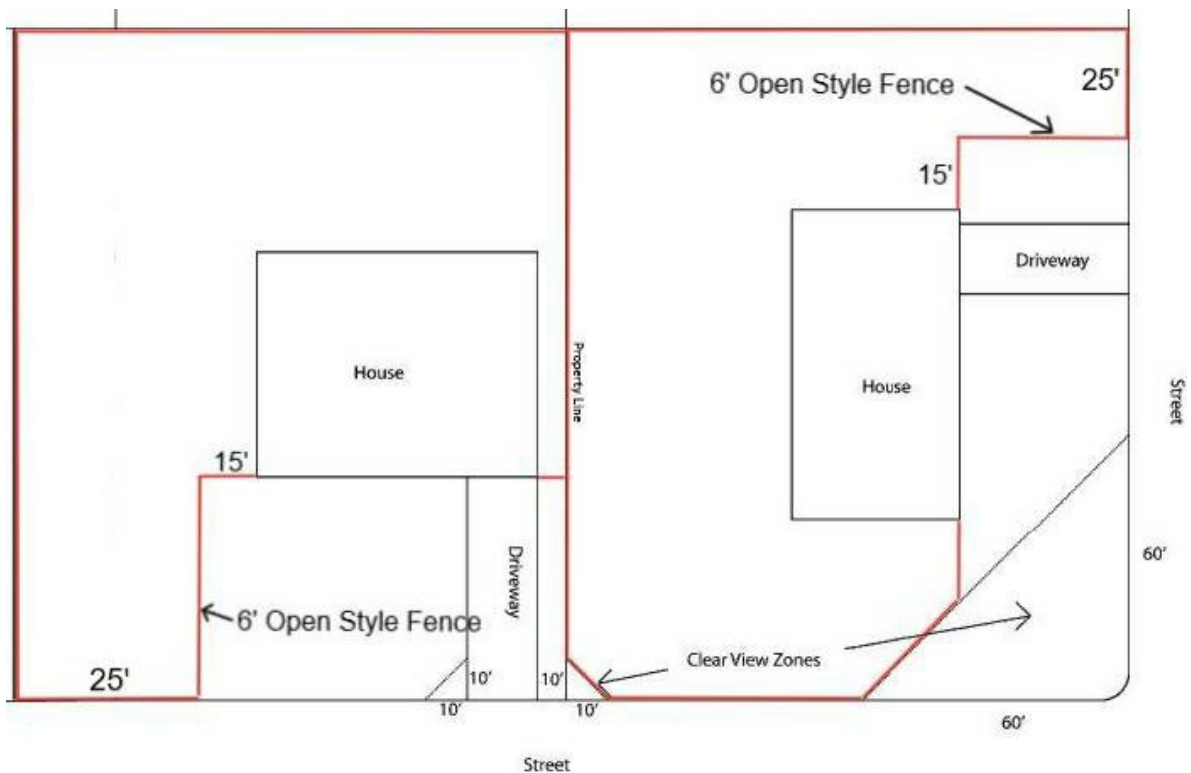 25'
6' Open Style Fence
15'
Driveway
Property Line
House
House
Street
15'
Driveway
60'
6' Open Style Fence
Clear View Zones
25'
10'
10'
10'
10'
60'
Street